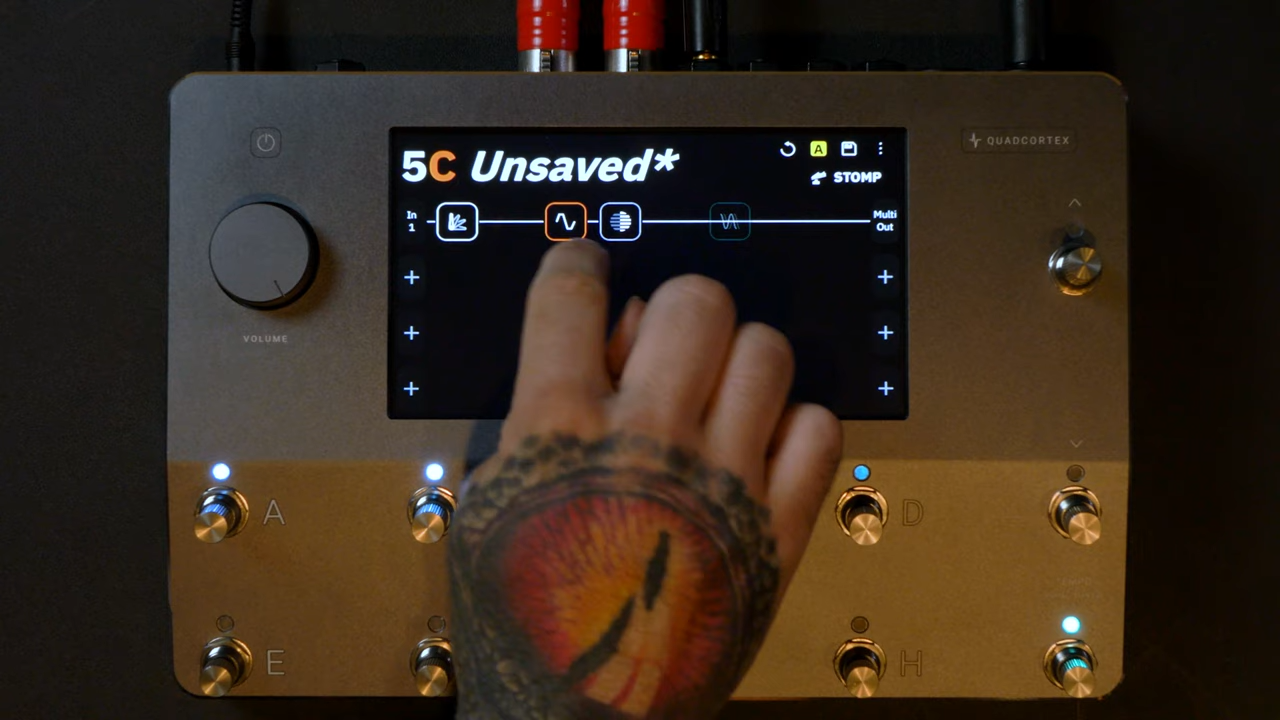 QUADCORTEX
5C Unsaved*
A
STOMP
In
1
Multi
Out
VOLUME
A
D
E
H